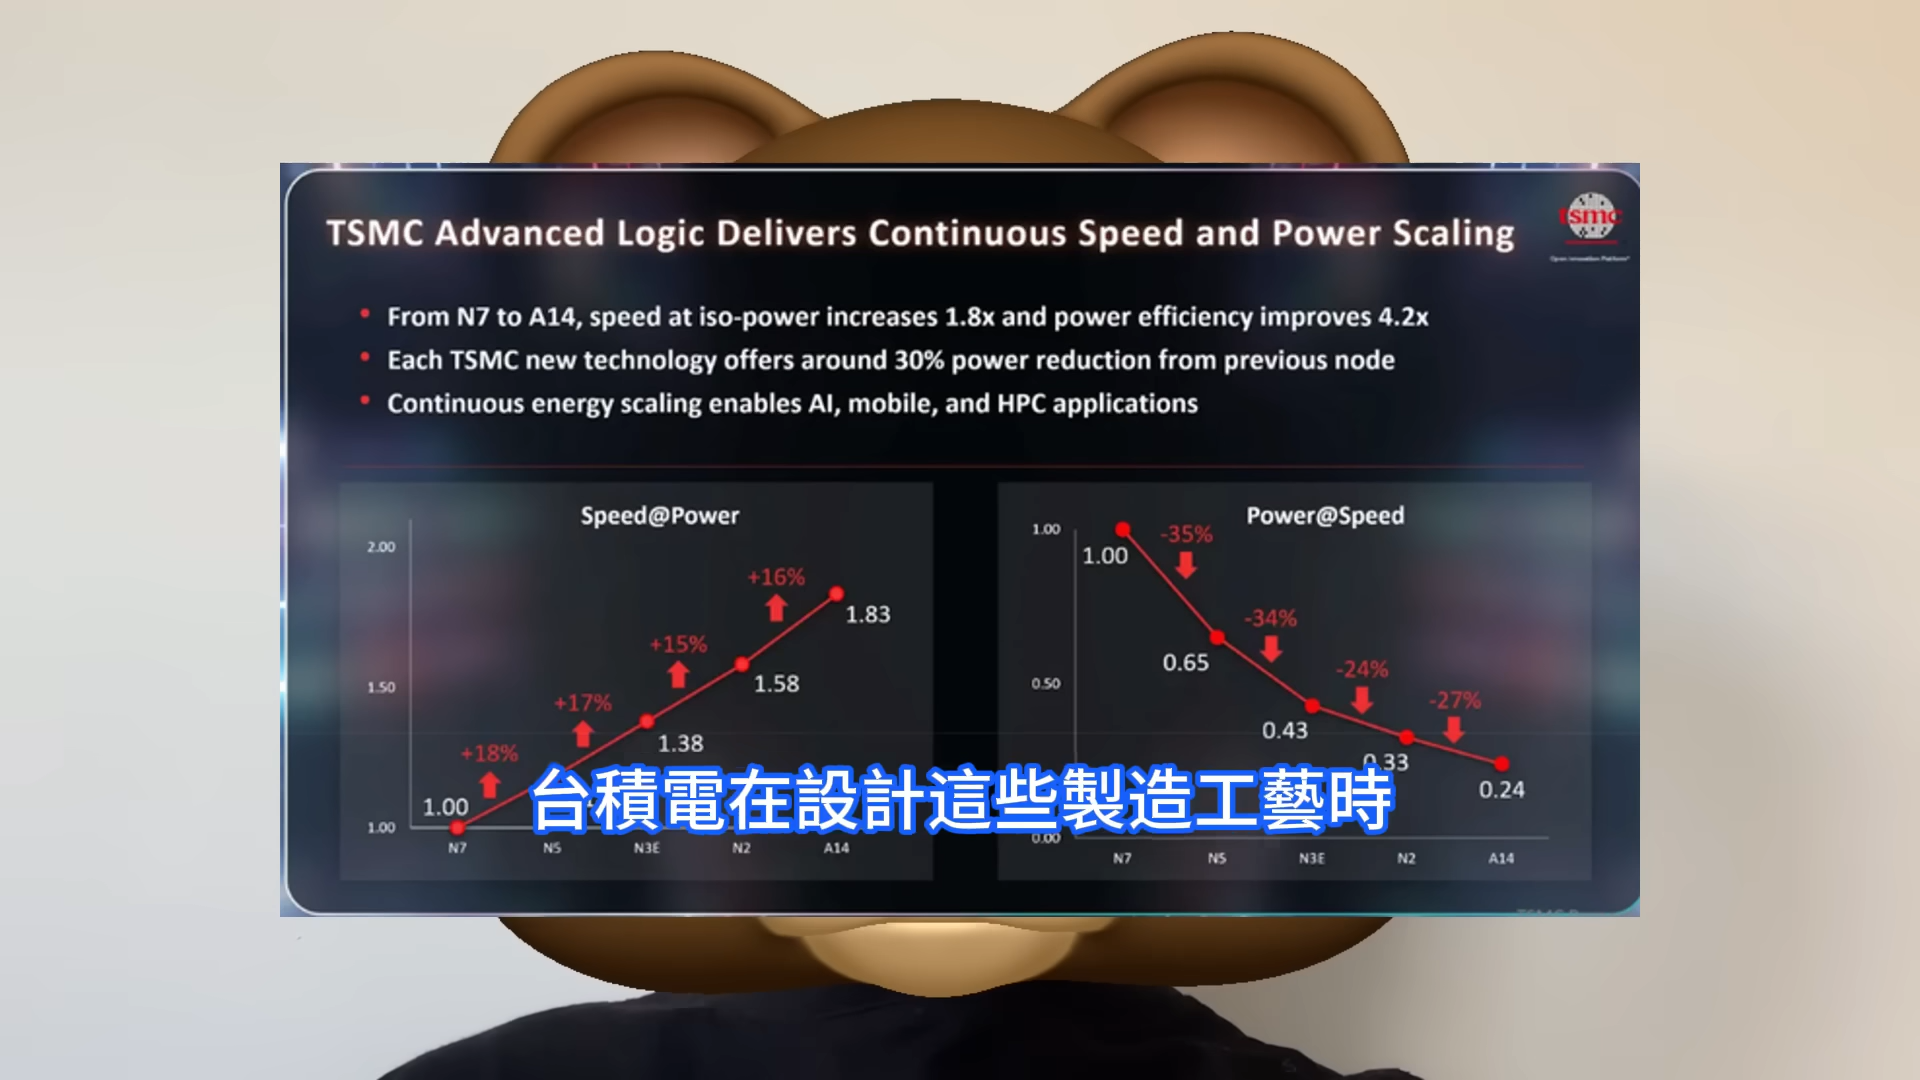 TSMC Advanced Logic Delivers Continuous Speed and Power Scaling
tsmc
Open Innovation Platform®
• From N7 to A14, speed at iso-power increases 1.8x and power efficiency improves 4.2x
• Each TSMC new technology offers around 30% power reduction from previous node
• Continuous energy scaling enables AI, mobile, and HPC applications
Speed@Power
2.00
1.50
1.00
+18%
+17%
+15%
+16%
1.00
1.38
1.58
1.83
N7 N5 N3E N2 A14
Power@Speed
1.00
0.50
0.00
-35%
-34%
-24%
-27%
1.00
0.65
0.43
0.33
0.24
N7 N5 N3E N2 A14
台積電在設計這些製造工藝時